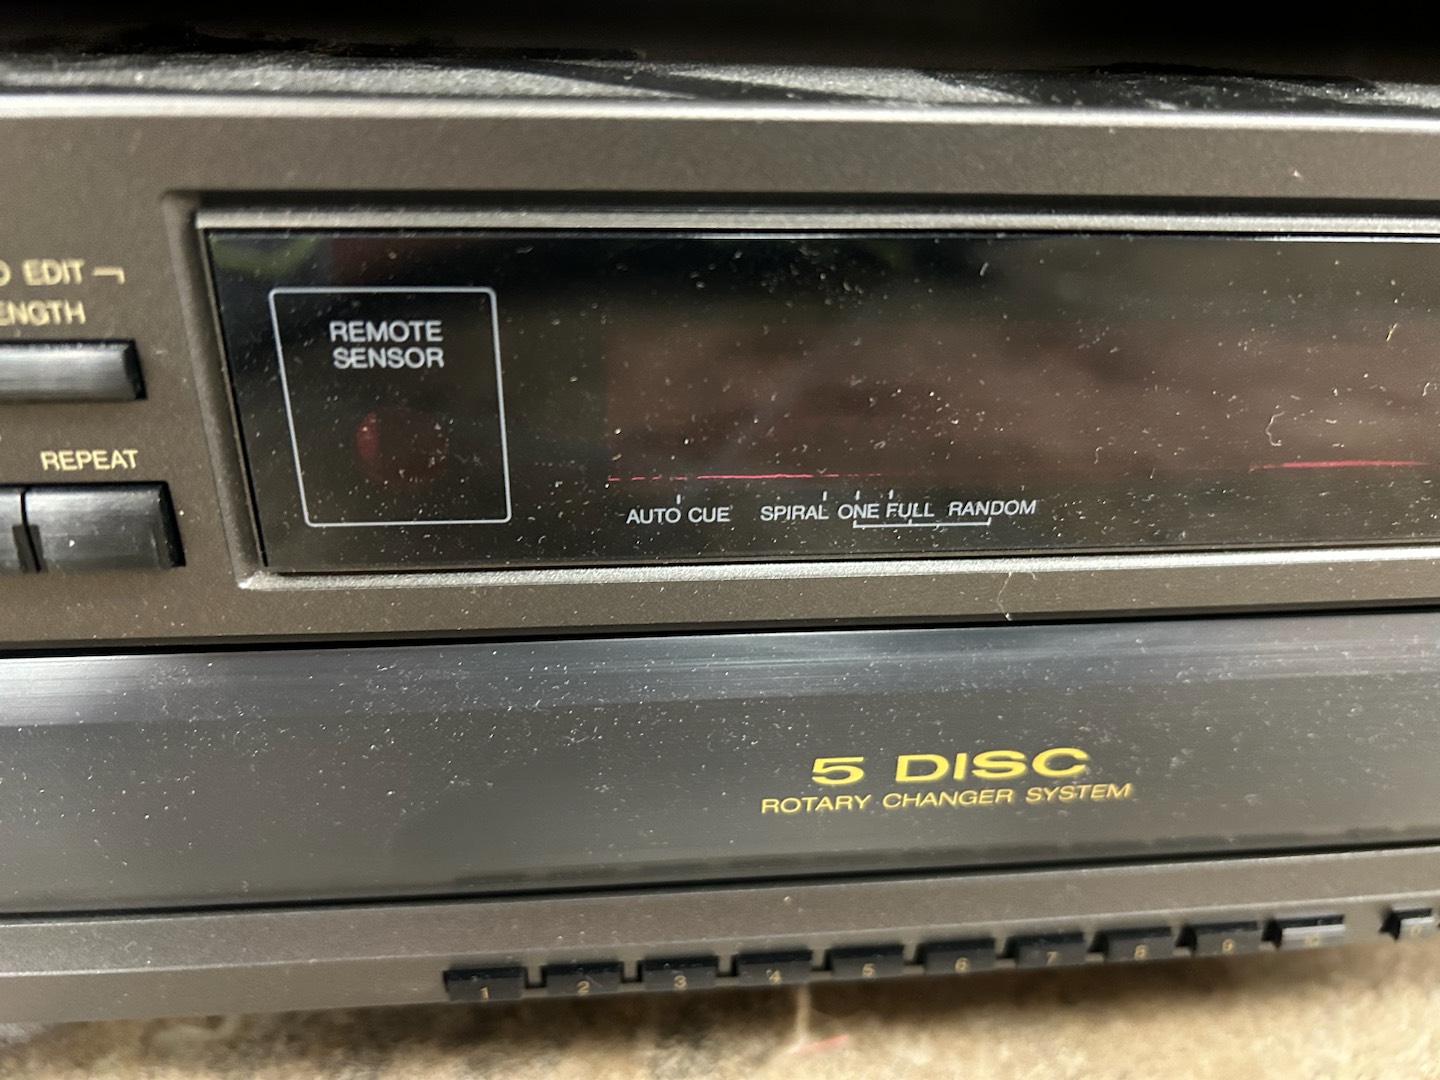 EDIT
REPEAT
REMOTE
SENSOR
AUTO CUE SPIRAL ONE FULL RANDOM
5 DISC
ROTARY CHANGER SYSTEM
1 2 3 4 5 6 7 8 9 10